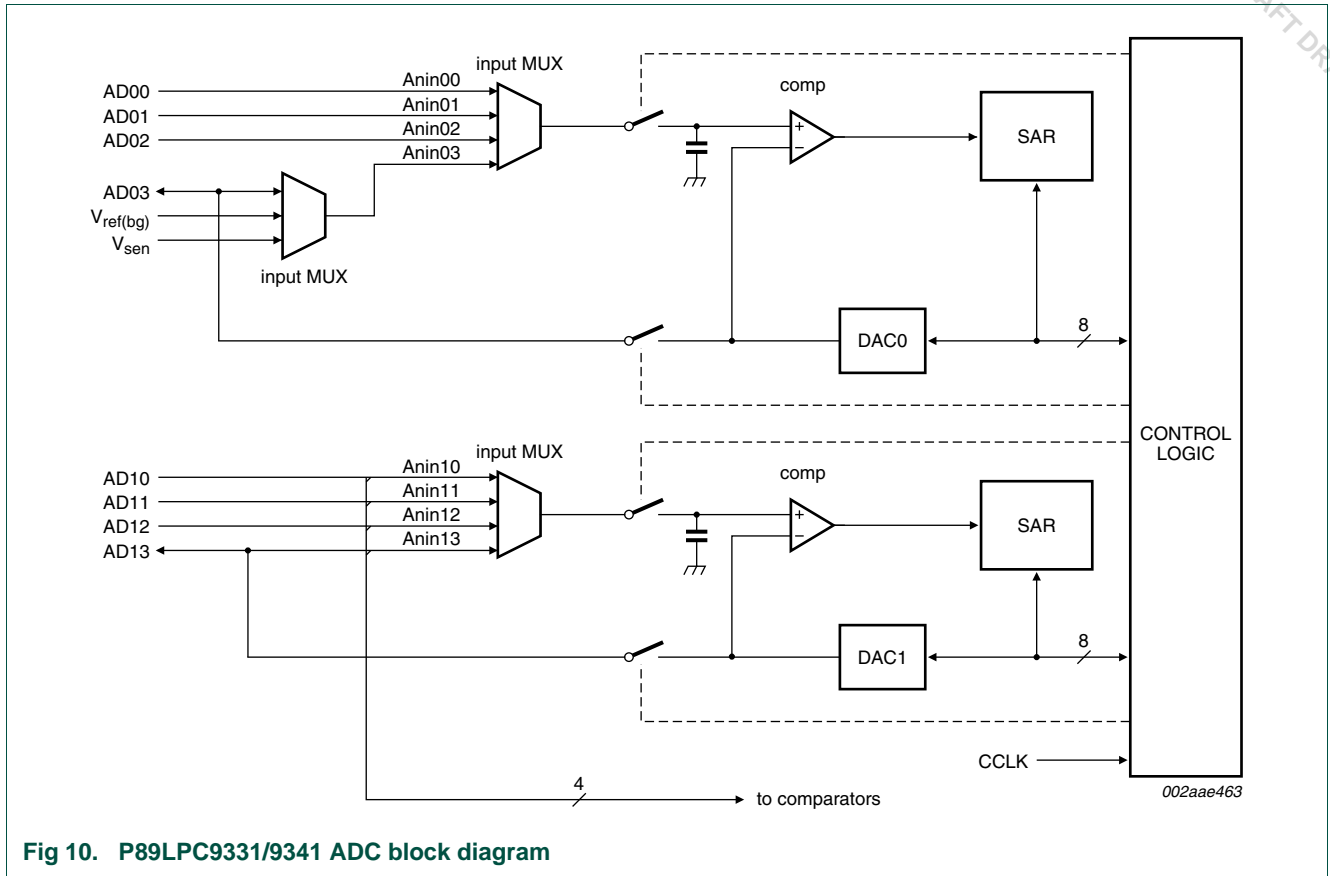 AFT DR
input MUX
comp
AD00
AD01
AD02
Anin00
Anin01
Anin02
Anin03
SAR
AD03
Vref(bg)
Vsen
input MUX
DAC0
8
CONTROL
LOGIC
input MUX
comp
AD10
AD11
AD12
AD13
Anin10
Anin11
Anin12
Anin13
SAR
DAC1
8
CCLK
4
to comparators
002aae463
Fig 10. P89LPC9331/9341 ADC block diagram